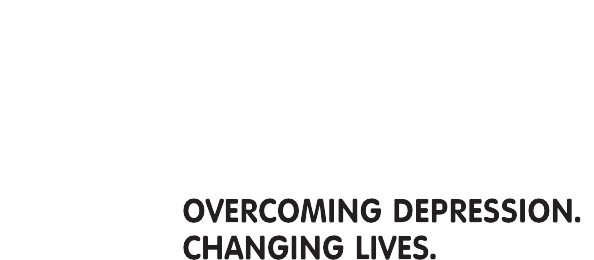 OVERCOMING DEPRESSION.
CHANGING LIVES.